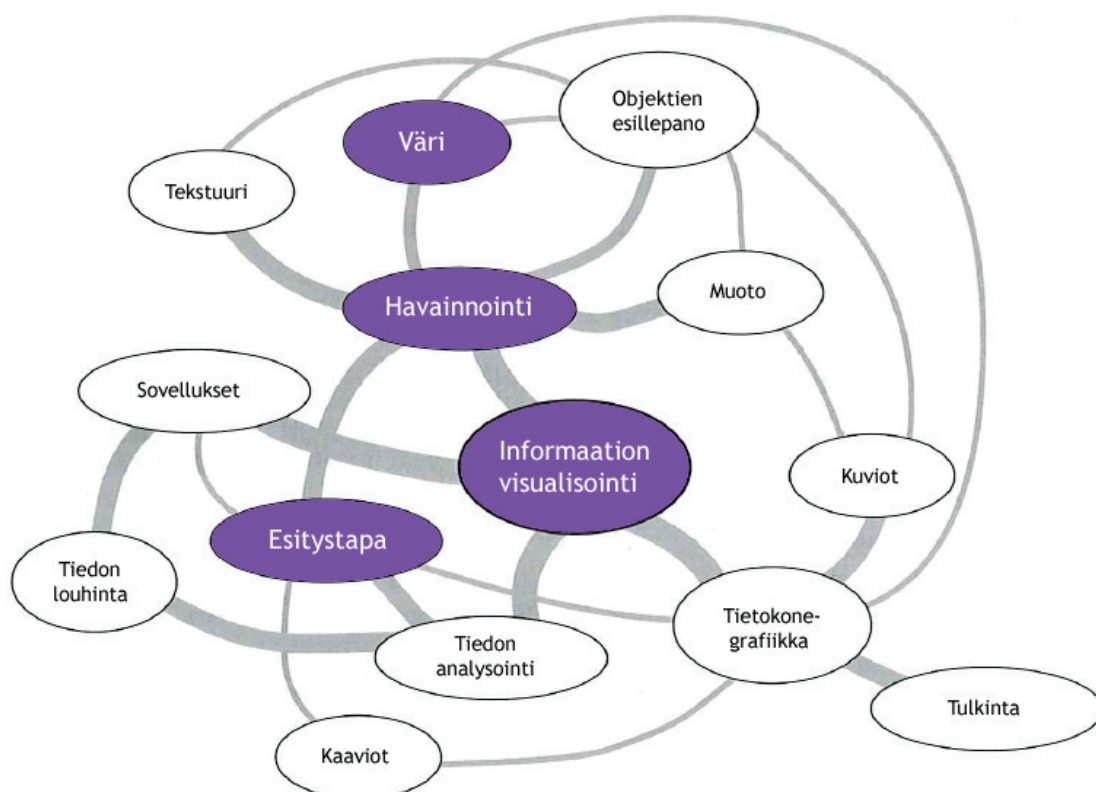 Objektien
esillepano
Väri
Tekstuuri
Havainnointi
Muoto
Sovellukset
Informaation
visualisointi
Kuviot
Esitystapa
Tiedon
louhinta
Tietokone-
grafiikka
Tiedon
analysointi
Tulkinta
Kaaviot